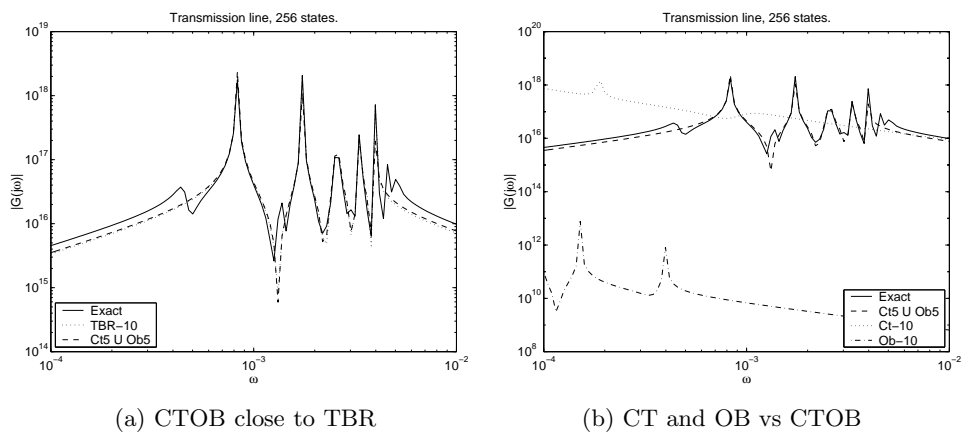 Transmission line, 256 states.
10^19
10^18
10^17
10^16
10^15
10^14
|G(jω)|
Exact
TBR−10
Ct5 U Ob5
10^−4
10^−3
10^−2
ω
(a) CTOB close to TBR
Transmission line, 256 states.
10^20
10^18
10^16
10^14
10^12
10^10
10^8
|G(jω)|
Exact
Ct5 U Ob5
Ct−10
Ob−10
10^−4
10^−3
10^−2
ω
(b) CT and OB vs CTOB